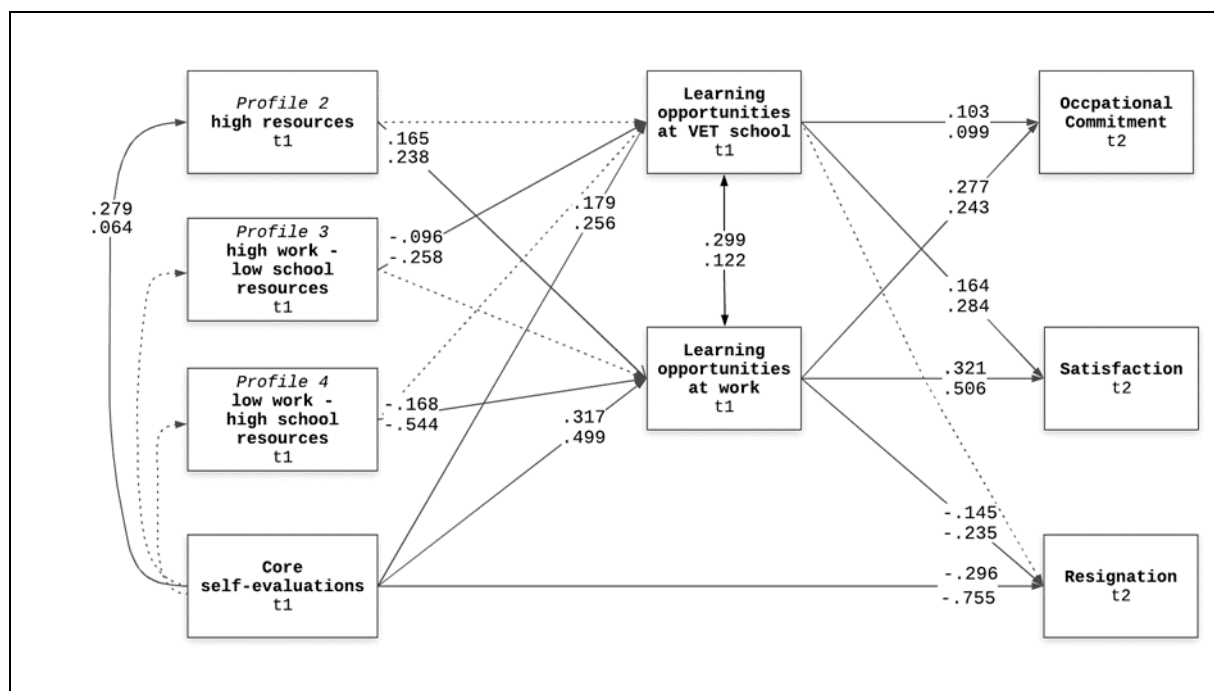 Profile 2
high resources
t1
Learning
opportunities
at VET school
t1
Occpational
Commitment
t2
.165
.238
.103
.099
.279
.064
.179
.256
.277
.243
Profile 3
high work -
low school
resources
t1
-.096
-.258
.299
.122
.164
.284
Profile 4
low work -
high school
resources
t1
-.168
-.544
Learning
opportunities
at work
t1
.321
.506
Satisfaction
t2
.317
.499
-.145
-.235
Core
self-evaluations
t1
-.296
-.755
Resignation
t2